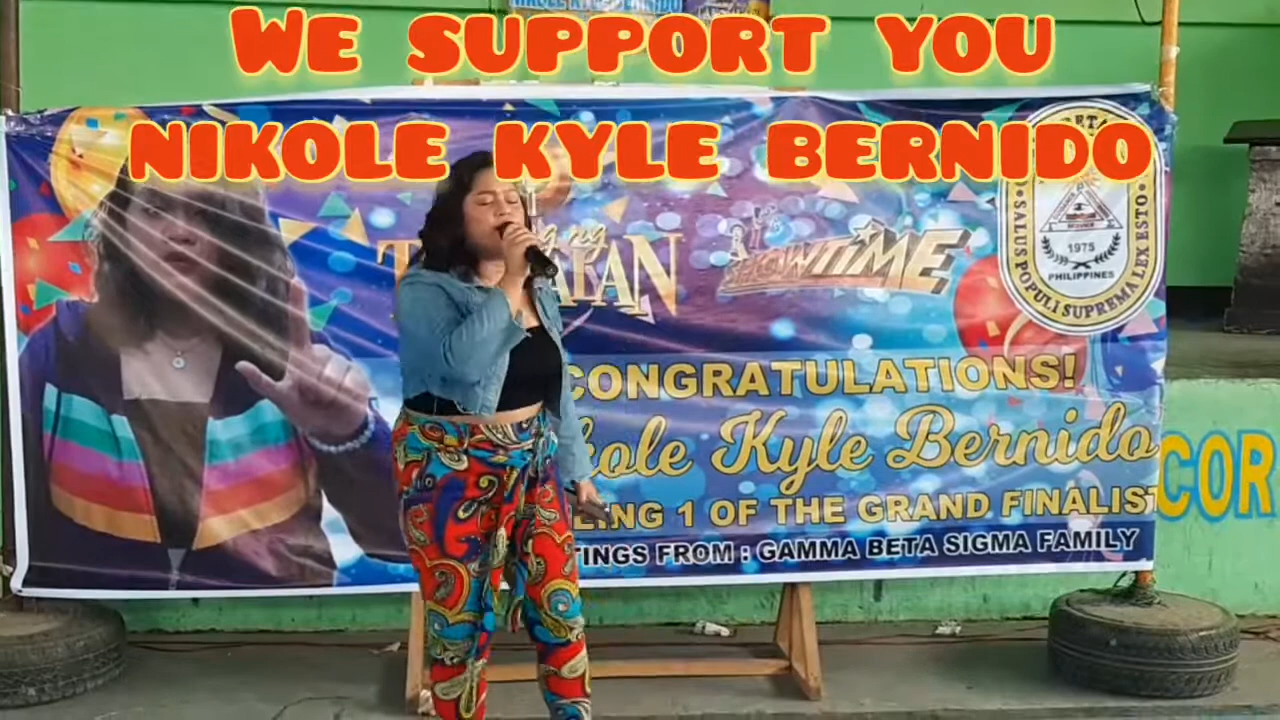 WE SUPPORT YOU
NIKOLE KYLE BERNIDO
SHOWTIME
1975
PHILIPPINES
SALUS POPULI SUPREMA LEX ESTO
CONGRATULATIONS!
Kyle Bernido
1 OF THE GRAND FINALIST
FROM : GAMMA BETA SIGMA FAMILY
COR